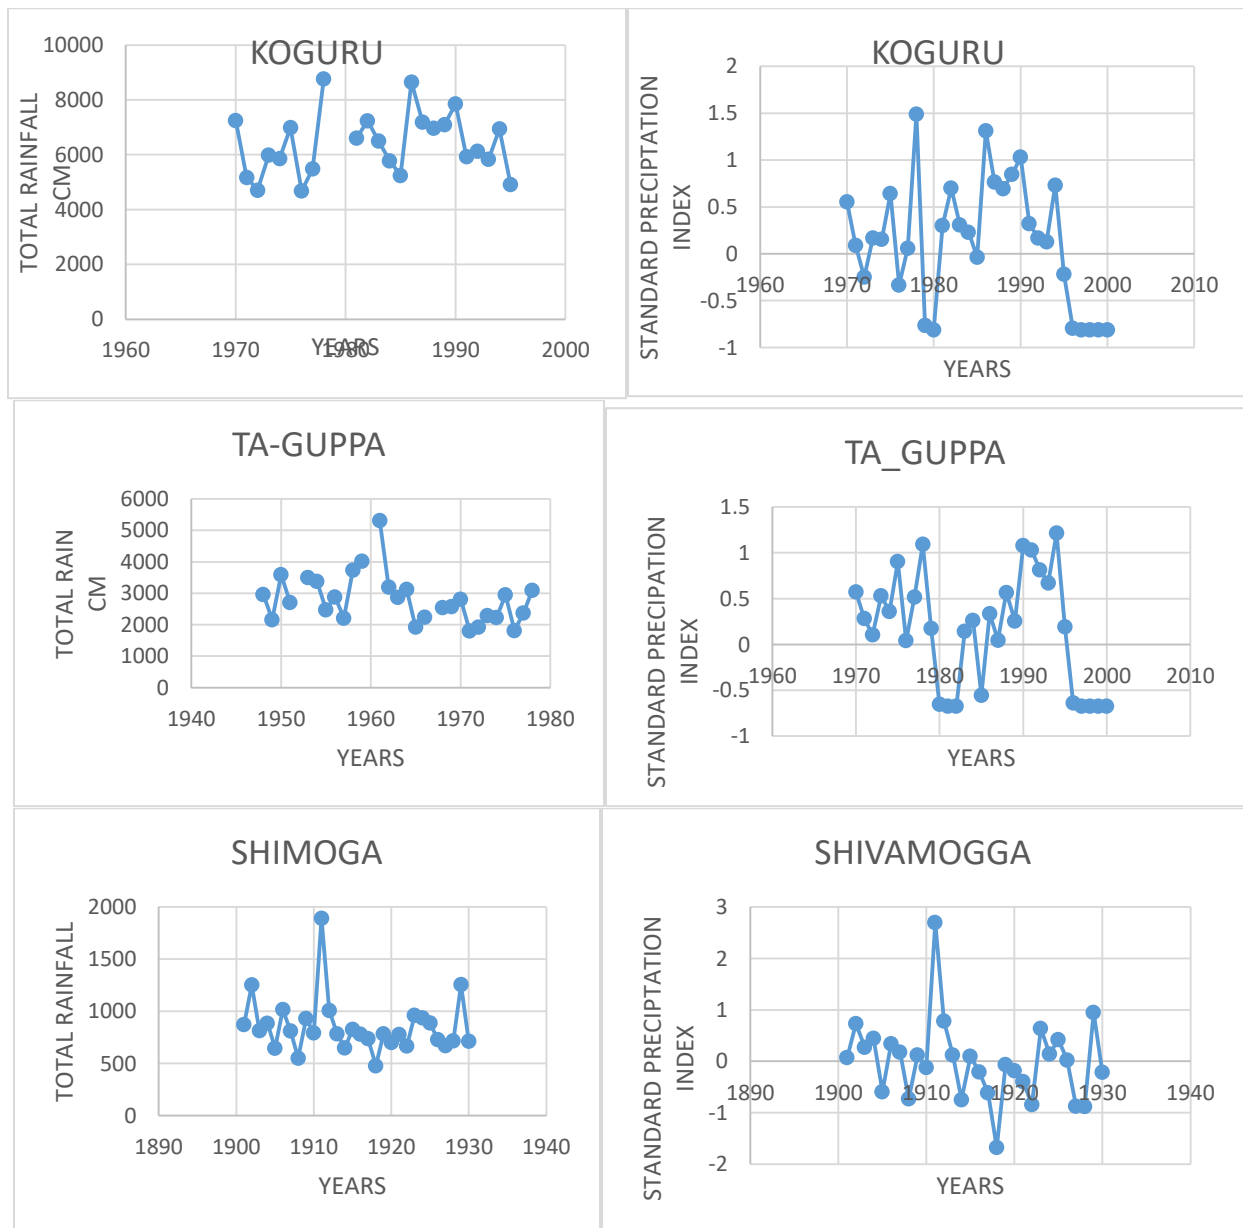 KOGURU
10000
8000
6000
4000
2000
0
TOTAL RAINFALL
CM
1960 1970 1980 1990 2000
YEARS
KOGURU
2
1.5
1
0.5
0
-0.5
-1
STANDARD PRECIPTATION
INDEX
1960 1970 1980 1990 2000 2010
YEARS
TA-GUPPA
6000
5000
4000
3000
2000
1000
0
TOTAL RAIN
CM
1940 1950 1960 1970 1980
YEARS
TA_GUPPA
1.5
1
0.5
0
-0.5
-1
STANDARD PRECIPTATION
INDEX
1960 1970 1980 1990 2000 2010
YEARS
SHIMOGA
2000
1500
1000
500
0
TOTAL RAINFALL
1890 1900 1910 1920 1930 1940
YEARS
SHIVAMOGGA
3
2
1
0
-1
-2
STANDARD PRECIPTATION
INDEX
1890 1900 1910 1920 1930 1940
YEARS